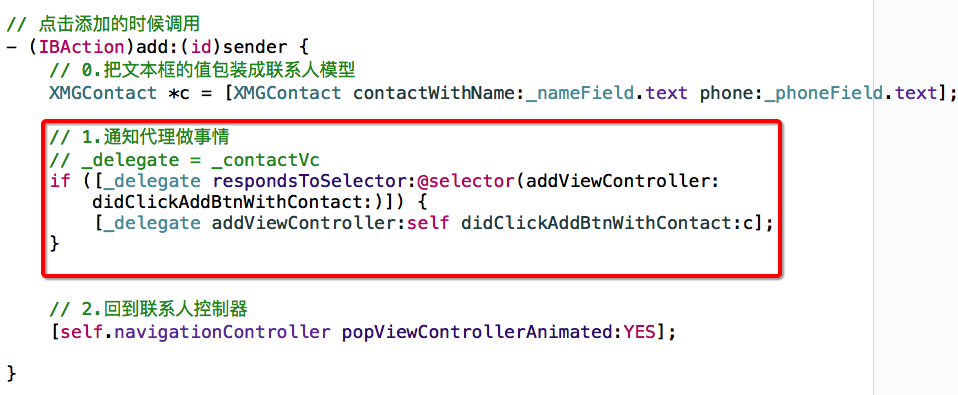 // 点击添加的时候调用
- (IBAction)add:(id)sender {
// 0.把文本框的值包装成联系人模型
XMGContact *c = [XMGContact contactWithName:_nameField.text phone:_phoneField.text];
// 1.通知代理做事情
// _delegate = _contactVc
if ([_delegate respondsToSelector:@selector(addViewController:
didClickAddBtnWithContact:)]) {
[_delegate addViewController:self didClickAddBtnWithContact:c];
}
// 2.回到联系人控制器
[self.navigationController popViewControllerAnimated:YES];
}